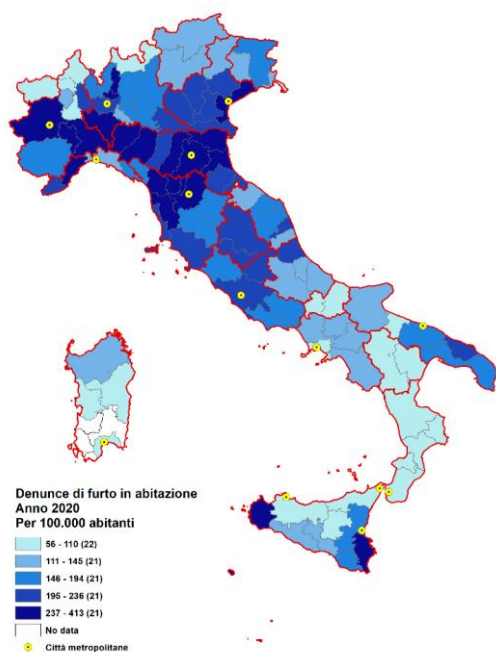 Denunce di furto in abitazione
Anno 2020
Per 100.000 abitanti
56 - 110 (22)
111 - 145 (21)
146 - 194 (21)
195 - 236 (21)
237 - 413 (21)
No data
Città metropolitane